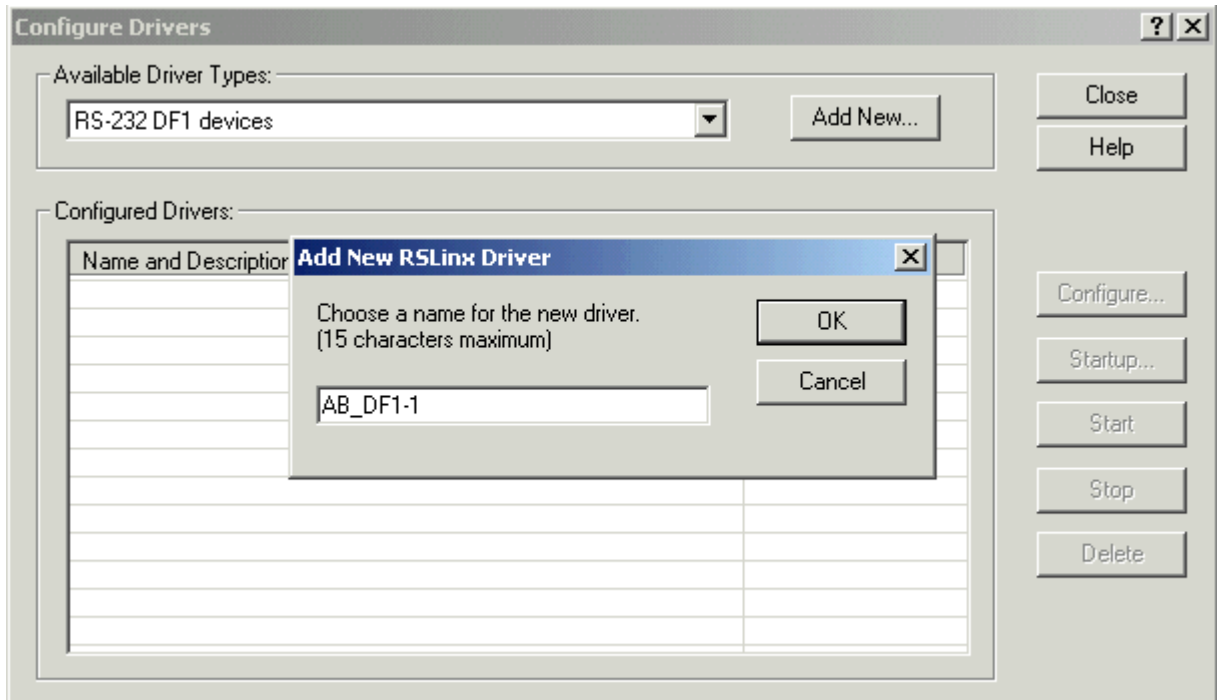 Configure Drivers
Available Driver Types:
RS-232 DF1 devices
Add New...
Close
Help
Configured Drivers:
Name and Description
Add New RSLinx Driver
Choose a name for the new driver.
(15 characters maximum)
AB_DF1-1
OK
Cancel
Configure...
Startup...
Start
Stop
Delete